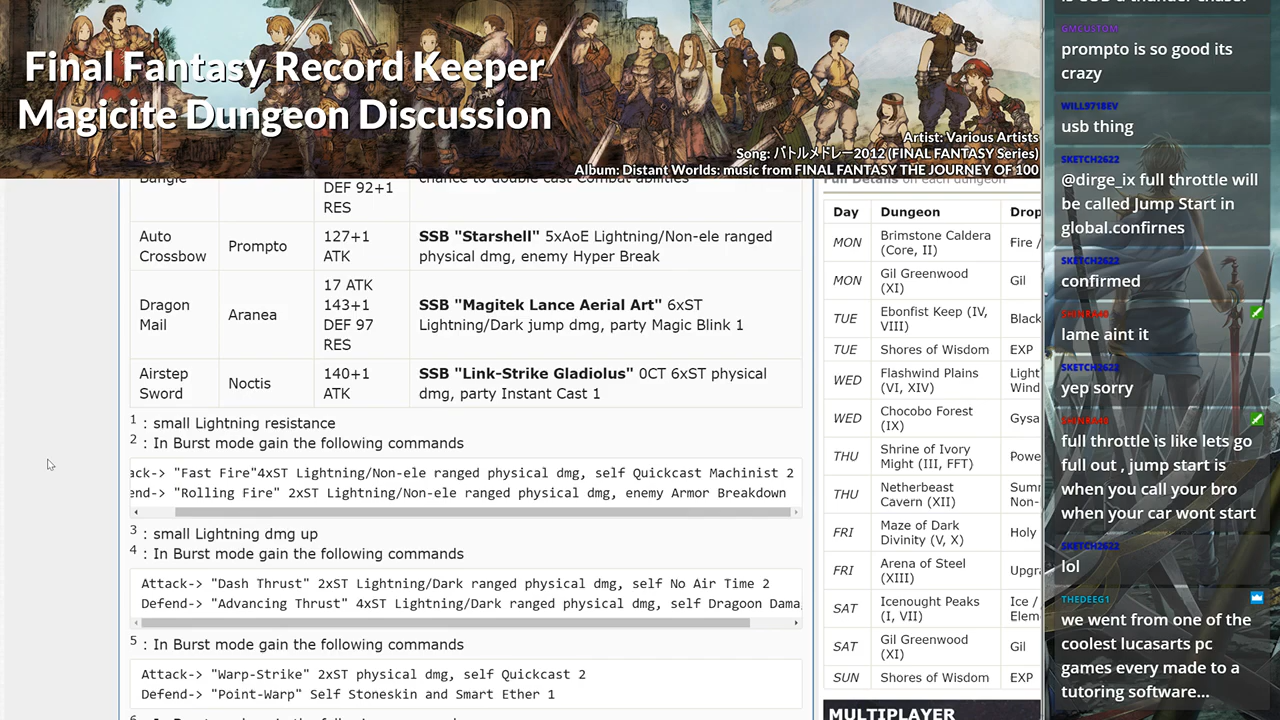 Final Fantasy Record Keeper
Magicite Dungeon Discussion
Artist: Various Artists
Song: バトルメドレー2012 (FINAL FANTASY Series)
Album: Distant Worlds: music from FINAL FANTASY THE JOURNEY OF 100
Bangle
DEF 92+1
RES
chance to double cast Combat abilities
Auto
Crossbow
Prompto
127+1
ATK
SSB "Starshell" 5xAoE Lightning/Non-ele ranged
physical dmg, enemy Hyper Break
Dragon
Mail
Aranea
17 ATK
143+1
DEF 97
RES
SSB "Magitek Lance Aerial Art" 6xST
Lightning/Dark jump dmg, party Magic Blink 1
Airstep
Sword
Noctis
140+1
ATK
SSB "Link-Strike Gladiolus" 0CT 6xST physical
dmg, party Instant Cast 1
1 : small Lightning resistance
2 : In Burst mode gain the following commands
ack-> "Fast Fire"4xST Lightning/Non-ele ranged physical dmg, self Quickcast Machinist 2
end-> "Rolling Fire" 2xST Lightning/Non-ele ranged physical dmg, enemy Armor Breakdown
3 : small Lightning dmg up
4 : In Burst mode gain the following commands
Attack-> "Dash Thrust" 2xST Lightning/Dark ranged physical dmg, self No Air Time 2
Defend-> "Advancing Thrust" 4XST Lightning/Dark ranged physical dmg, self Dragoon Dama
5 : In Burst mode gain the following commands
Attack-> "Warp-Strike" 2xST physical dmg, self Quickcast 2
Defend-> "Point-Warp" Self Stoneskin and Smart Ether 1
Full Details on each dungeon
Day Dungeon Drop
MON Brimstone Caldera (Core, II) Fire /
MON Gil Greenwood (XI) Gil
TUE Ebonfist Keep (IV, VIII) Black
TUE Shores of Wisdom EXP
WED Flashwind Plains (VI, XIV) Light Wind
WED Chocobo Forest (IX) Gysa
THU Shrine of Ivory Might (III, FFT) Powe
THU Netherbeast Cavern (XII) Sum Non-
FRI Maze of Dark Divinity (V, X) Holy
FRI Arena of Steel (XIII) Upgr
SAT Icenought Peaks (I, VII) Ice / Elem
SAT Gil Greenwood (XI) Gil
SUN Shores of Wisdom EXP
MULTIPLAYER
GMCUSTOM
prompto is so good its
crazy
WILL9718EV
usb thing
SKETCH2622
@dirge_ix full throttle will
be called Jump Start in
global.confirnes
SKETCH2622
confirmed
lame aint it
SKETCH2622
yep sorry
full throttle is like lets go
full out , jump start is
when you call your bro
when your car wont start
SKETCH2622
lol
THEDEEG1
we went from one of the
coolest lucasarts pc
games every made to a
tutoring software...